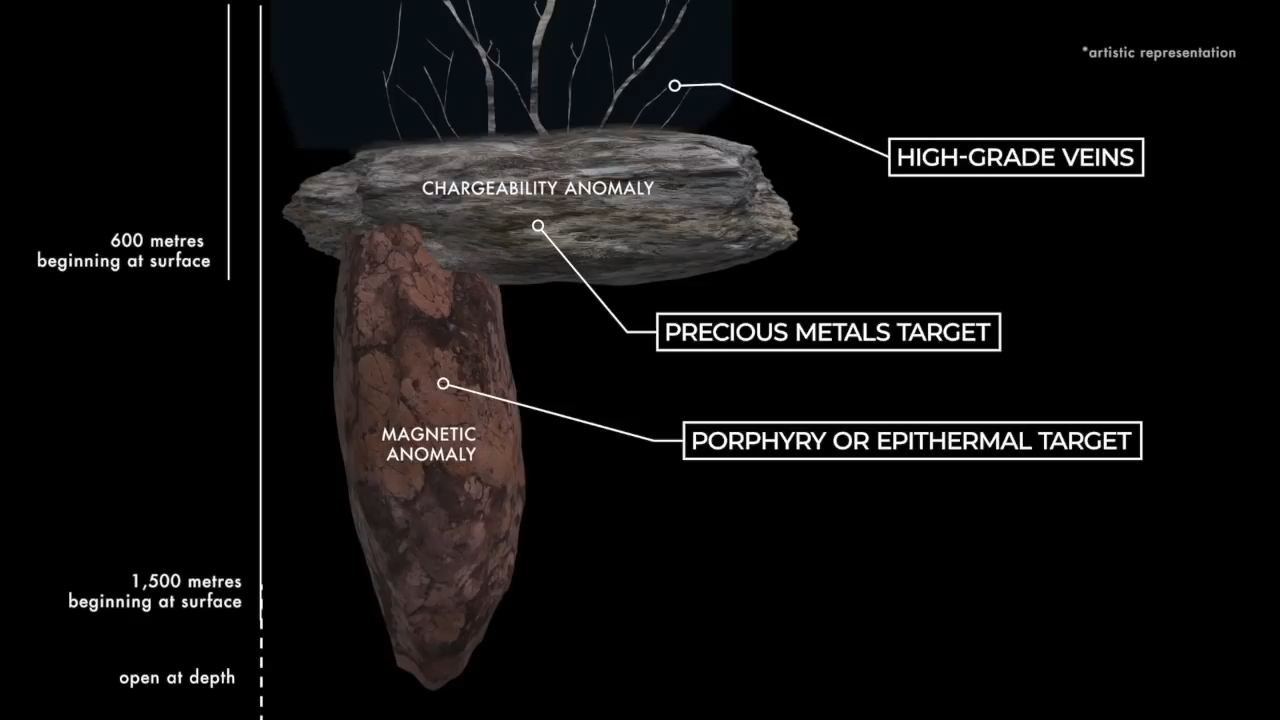 *artistic representation
HIGH-GRADE VEINS
CHARGEABILITY ANOMALY
600 metres
beginning at surface
PRECIOUS METALS TARGET
PORPHYRY OR EPITHERMAL TARGET
MAGNETIC
ANOMALY
1,500 metres
beginning at surface
open at depth